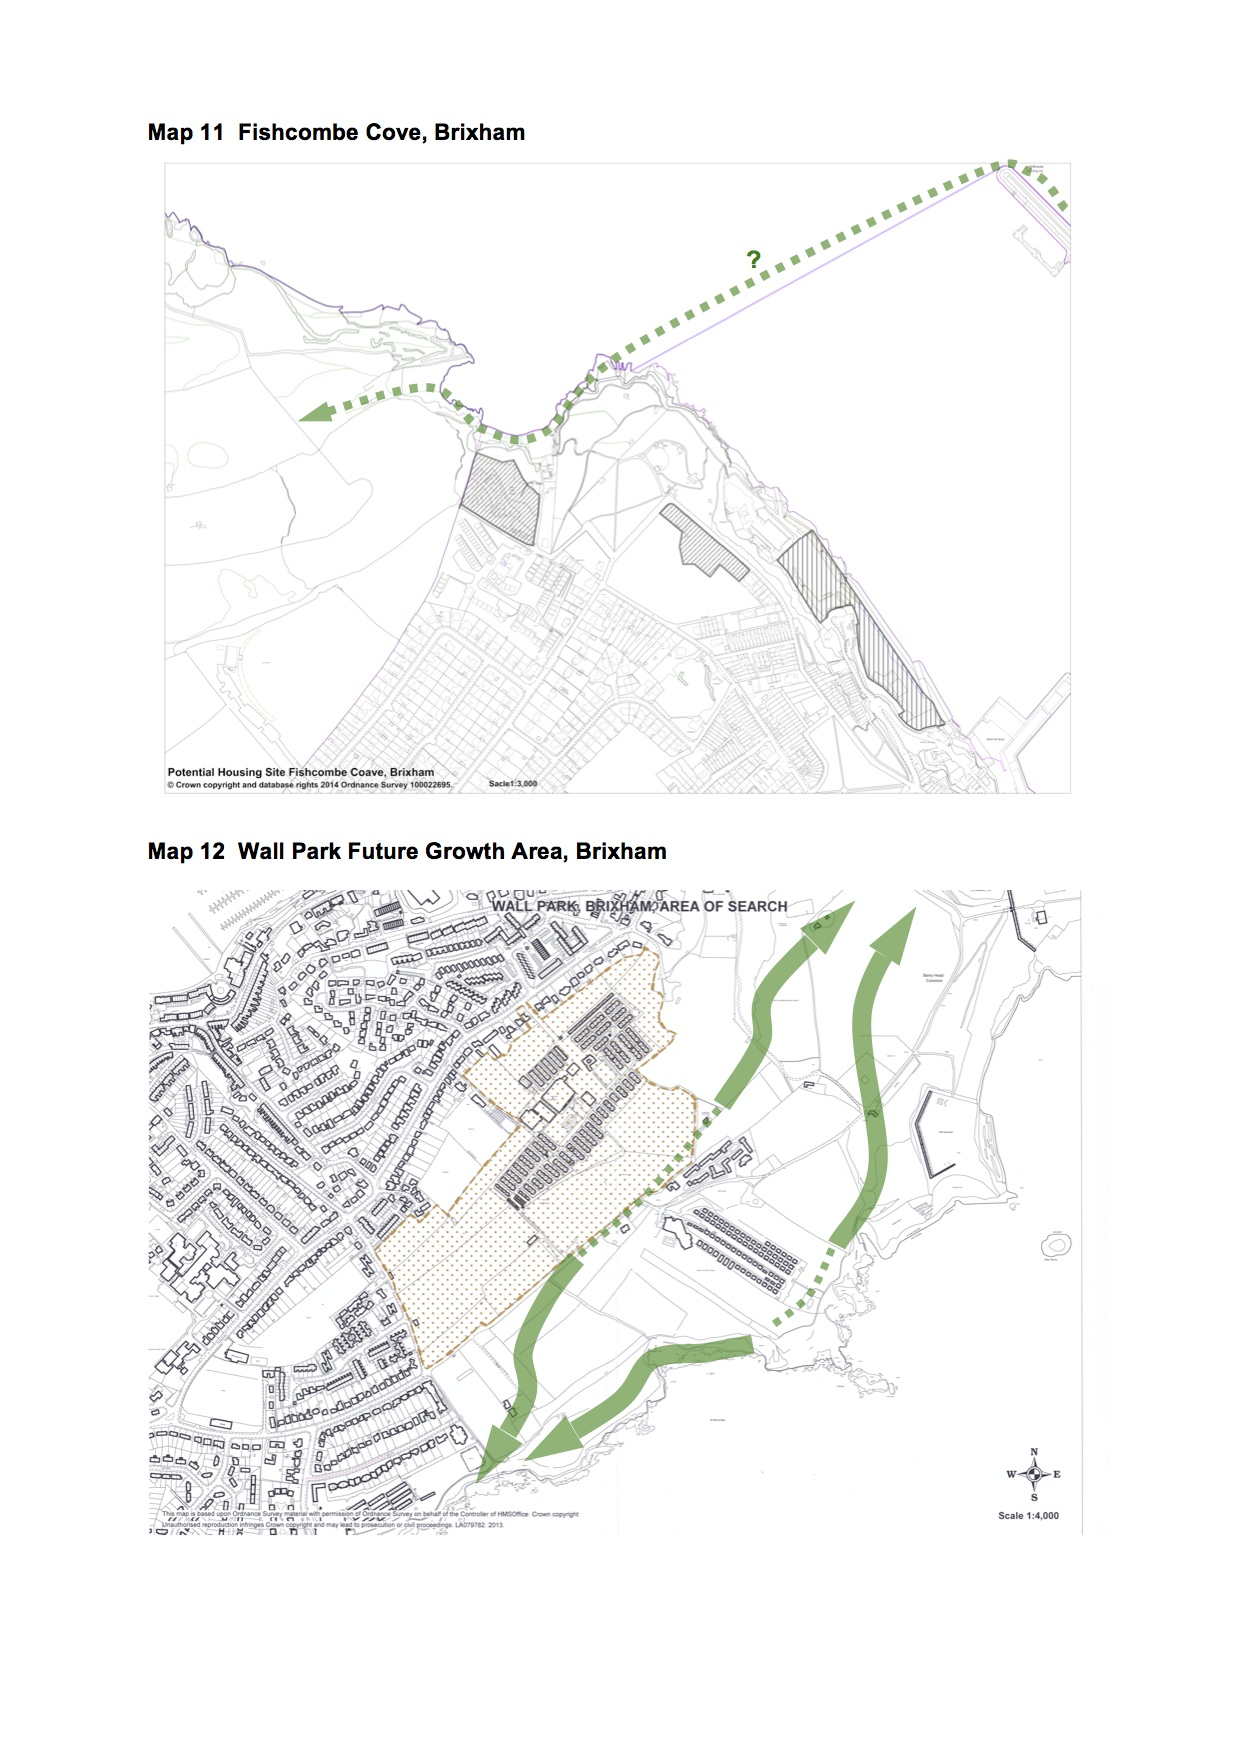 Map 11  Fishcombe Cove, Brixham
?
Potential Housing Site Fishcombe Coave, Brixham
© Crown copyright and database rights 2014 Ordnance Survey 100022695.
Sacle1:3,000
Map 12  Wall Park Future Growth Area, Brixham
WALL PARK, BRIXHAM, AREA OF SEARCH
Berry Head
Common
N
W E
S
Scale 1:4,000
This map is based upon Ordnance Survey material with permission of Ordnance Survey on behalf of the Controller of HMSOffice  Crown copyright
Unauthorised reproduction infringes Crown copyright and may lead to prosecution or civil proceedings  LA079782. 2013.